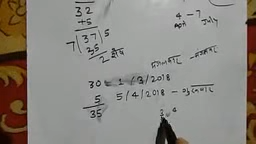 32
+5
7)37(5
35
2 शेष
4 – 7
July
मंगलवार –
30 = 1/3/2018
5 5/4/2018 – गुरुवार
35